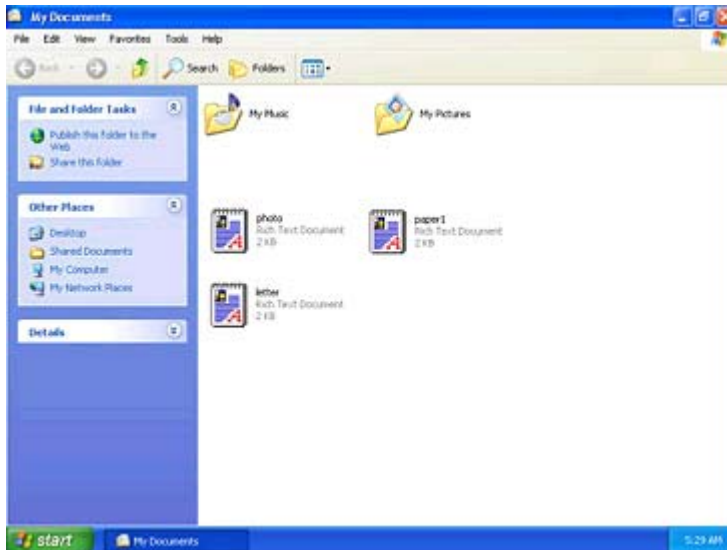 My Documents
File Edit View Favorites Tools Help
Back Search Folders
File and Folder Tasks
Publish this folder to the
Web
Share this folder
Other Places
Desktop
Shared Documents
My Computer
My Network Places
Details
My Music
My Pictures
photo
Rich Text Document
2 KB
paper1
Rich Text Document
2 KB
letter
Rich Text Document
2 KB
start
My Documents
5:29 AM